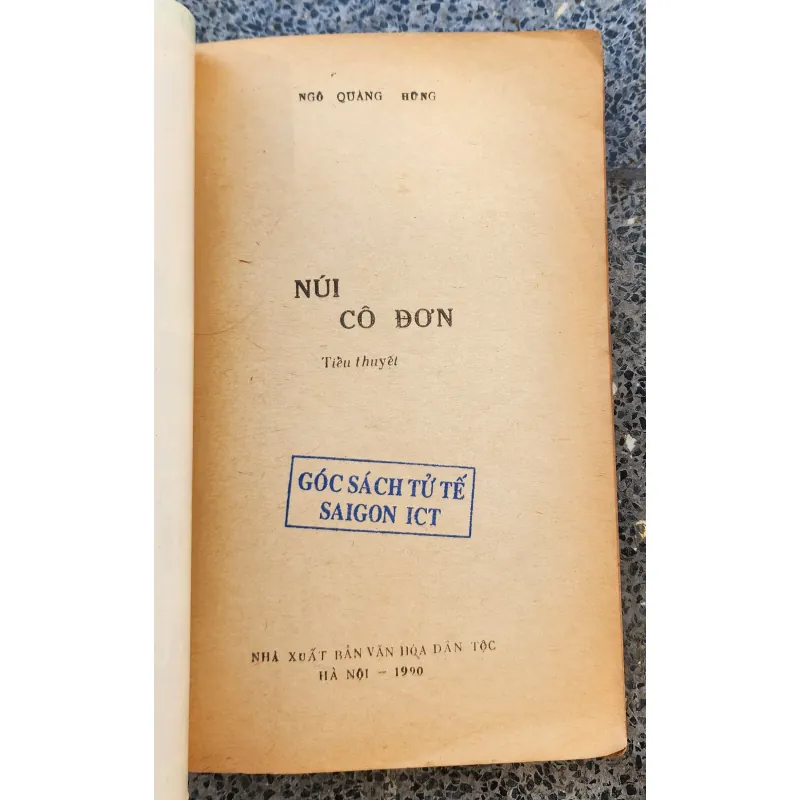 NGÔ QUANG HÙNG
NÚI
CÔ ĐƠN
Tiểu thuyết
GÓC SÁCH TỬ TẾ
SAIGON ICT
NHÀ XUẤT BẢN VĂN HÓA DÂN TỘC
HÀ NỘI - 1990